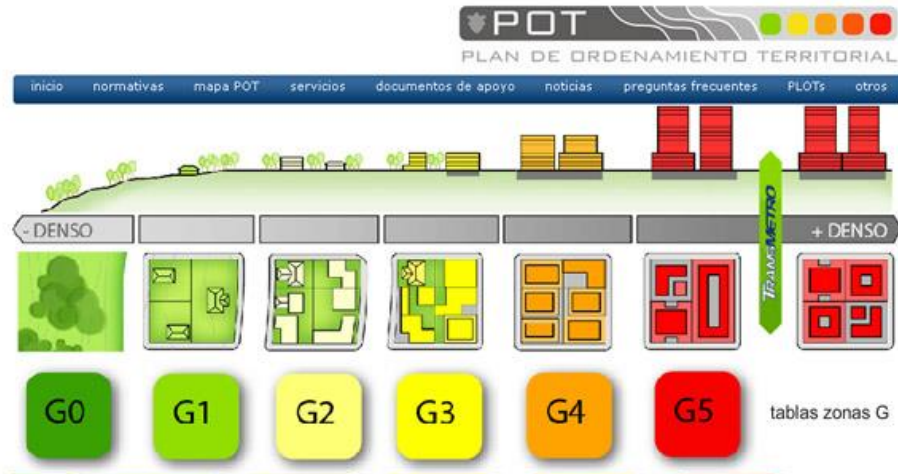 POT
PLAN DE ORDENAMIENTO TERRITORIAL
inicio normativas mapa POT servicios documentos de apoyo noticias preguntas frecuentes PLOTs otros
- DENSO + DENSO
TRANSMETRO
G0 G1 G2 G3 G4 G5 tablas zonas G